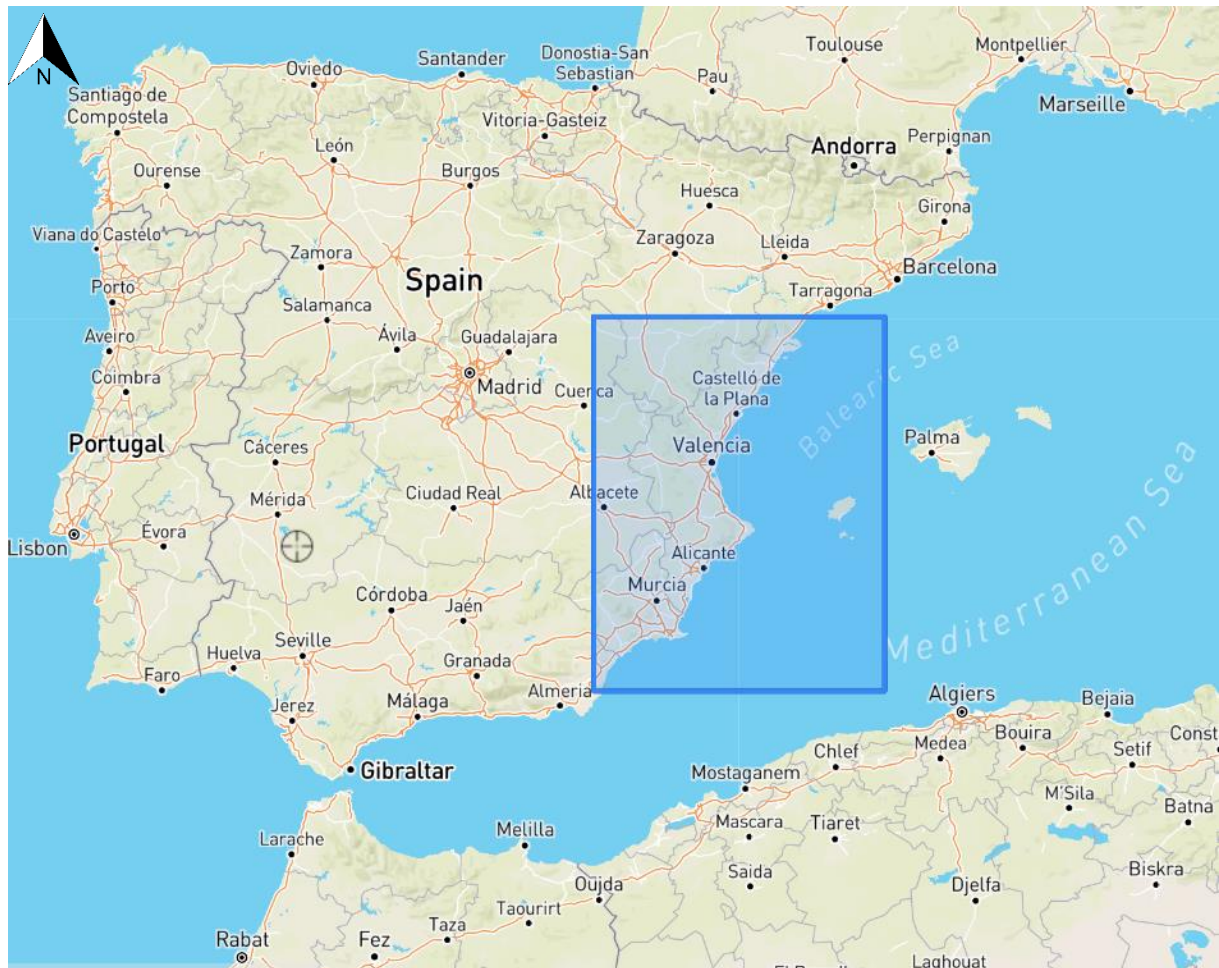 N
Toulouse
Montpellier
Santander
Donostia-San
Sebastian
Oviedo
Pau
Santiago de
Compostela
Marseille
Vitoria-Gasteiz
León
Andorra
Perpignan
Ourense
Burgos
Huesca
Girona
Viana do Castelo
Zaragoza
Lleida
Zamora
Barcelona
Spain
Porto
Tarragona
Salamanca
Aveiro
Ávila
Guadalajara
Balearic Sea
Coimbra
Madrid
Cuenca
Castelló de
la Plana
Portugal
Cáceres
Valencia
Palma
Mérida
Ciudad Real
Albacete
Mediterranean Sea
Lisbon
Évora
Alicante
Murcia
Córdoba
Jaén
Seville
Huelva
Granada
Faro
Almeria
Algiers
Bejaia
Jerez
Málaga
Bouira
Const
Medea
Setif
Chlef
Gibraltar
Mostaganem
M'Sila
Batna
Mascara
Tiaret
Melilla
Larache
Saida
Biskra
Oujda
Djelfa
Taourirt
Taza
Rabat
Fez
Laghouat